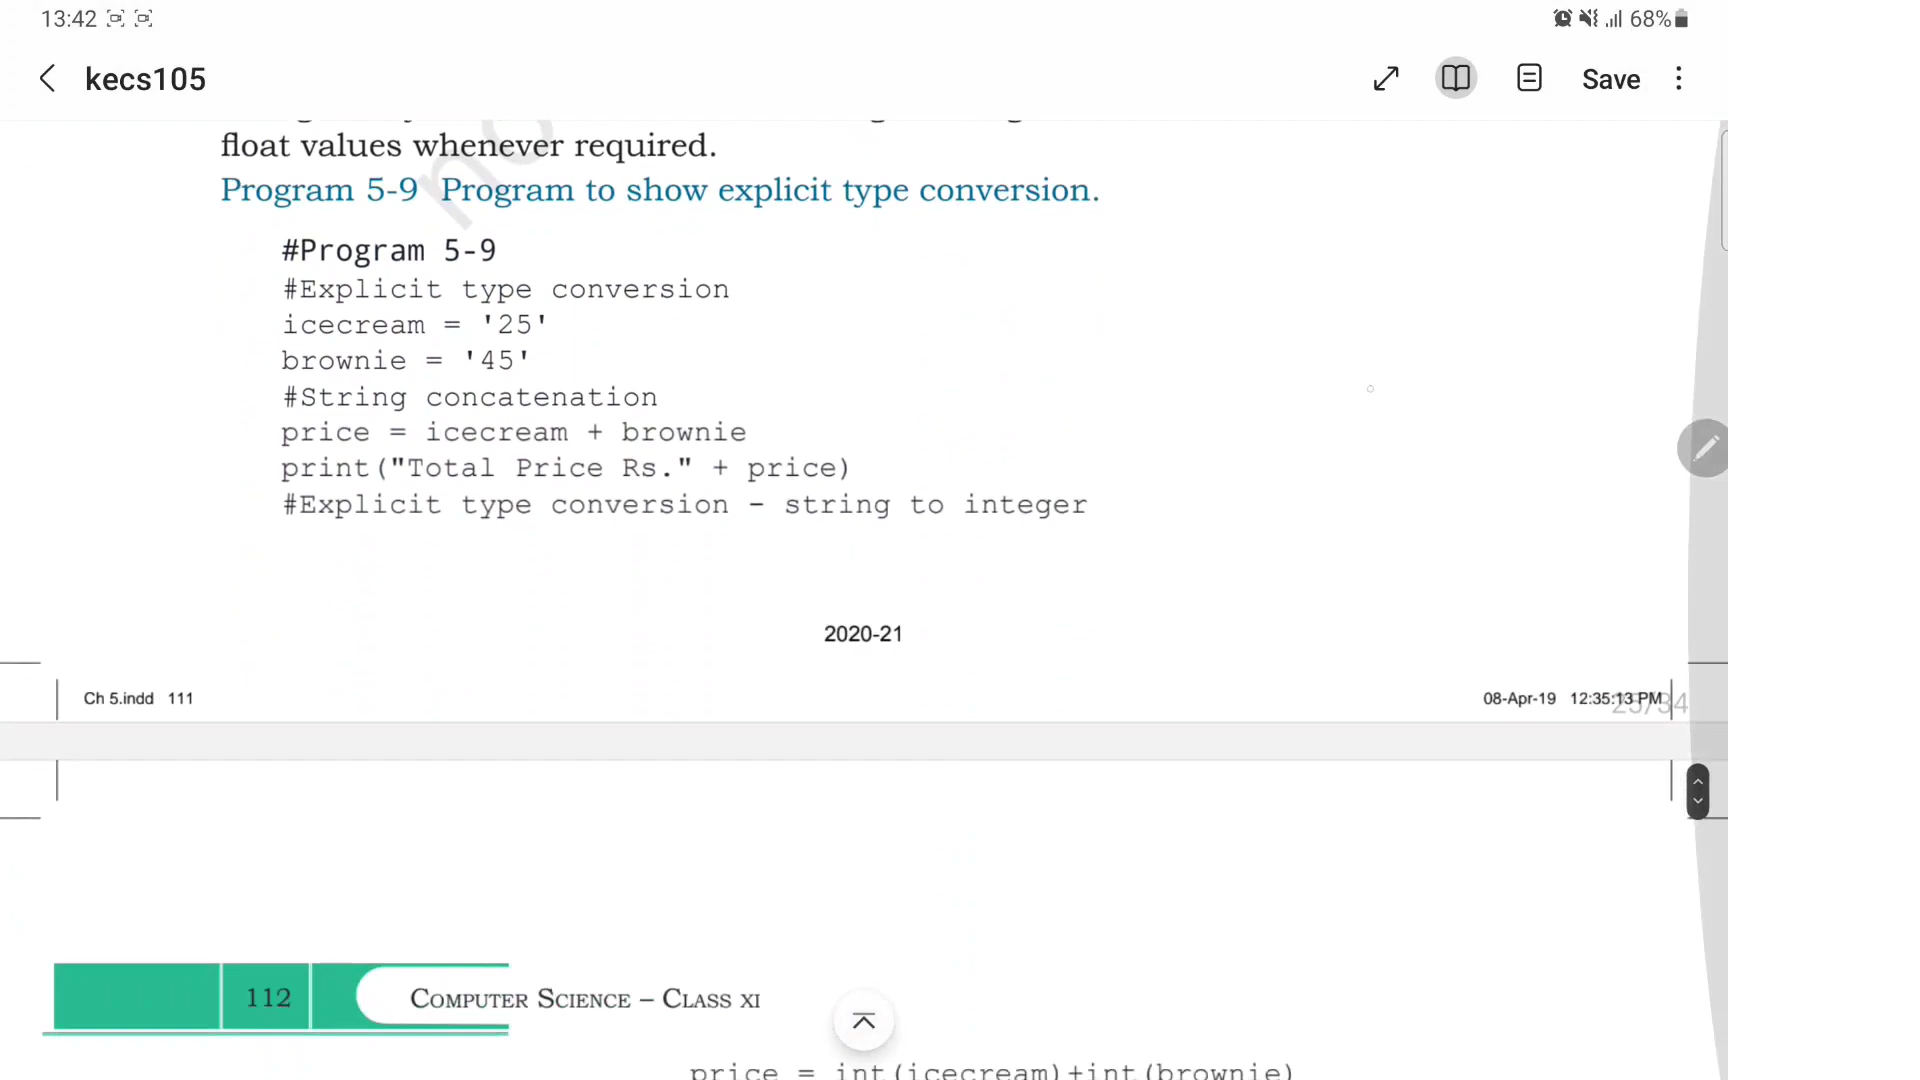 13:42
68%
kecs105
Save
float values whenever required.
Program 5-9 Program to show explicit type conversion.
#Program 5-9
#Explicit type conversion
icecream = '25'
brownie = '45'
#String concatenation
price = icecream + brownie
print("Total Price Rs." + price)
#Explicit type conversion - string to integer
2020-21
Ch 5.indd 111
08-Apr-19 12:35:13 PM
112
COMPUTER SCIENCE – CLASS XI
price = int(icecream)+int(brownie)